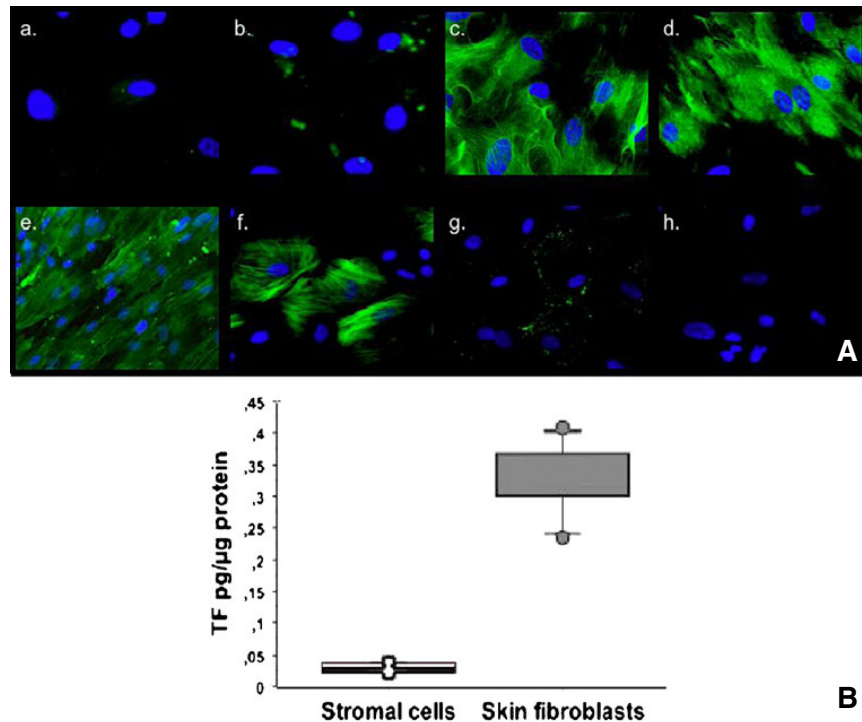 a.
b.
c.
d.
e.
f.
g.
h.
A
,45
,4
,35
,3
,25
,2
,15
,1
,05
0
TF pg/µg protein
Stromal cells
Skin fibroblasts
B